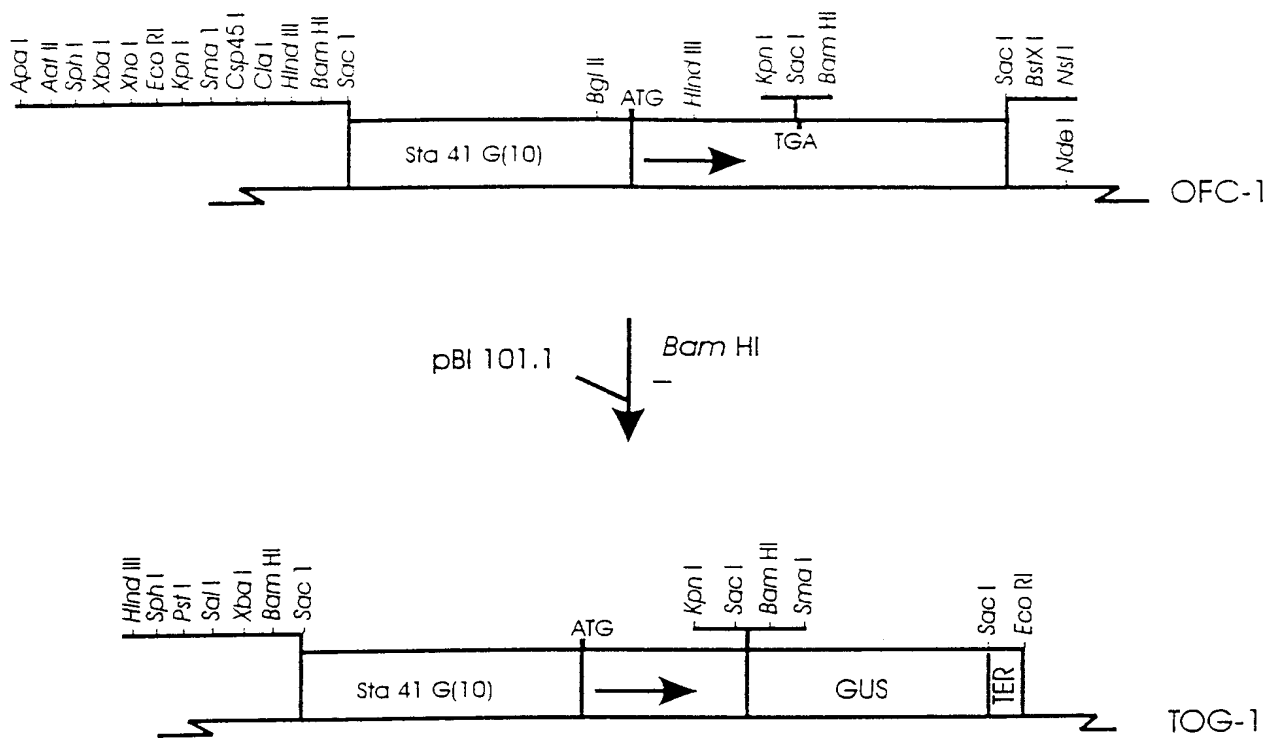 Apa I
Aat II
Sph I
Xba I
Xho I
Eco RI
Kpn I
Sma I
Csp45 I
Cla I
Hind III
Bam HI
Sac I
Bgl II
ATG
Hind III
Kpn I
Sac I
Bam HI
TGA
Sac I
BstX I
Nsi I
Nde I
Sta 41 G(10)
OFC-1
pBI 101.1
Bam HI
Hind III
Sph I
Pst I
Sal I
Xba I
Bam HI
Sac I
ATG
Kpn I
Sac I
Bam HI
Sma I
Sac I
Eco RI
Sta 41 G(10)
GUS
TER
TOG-1